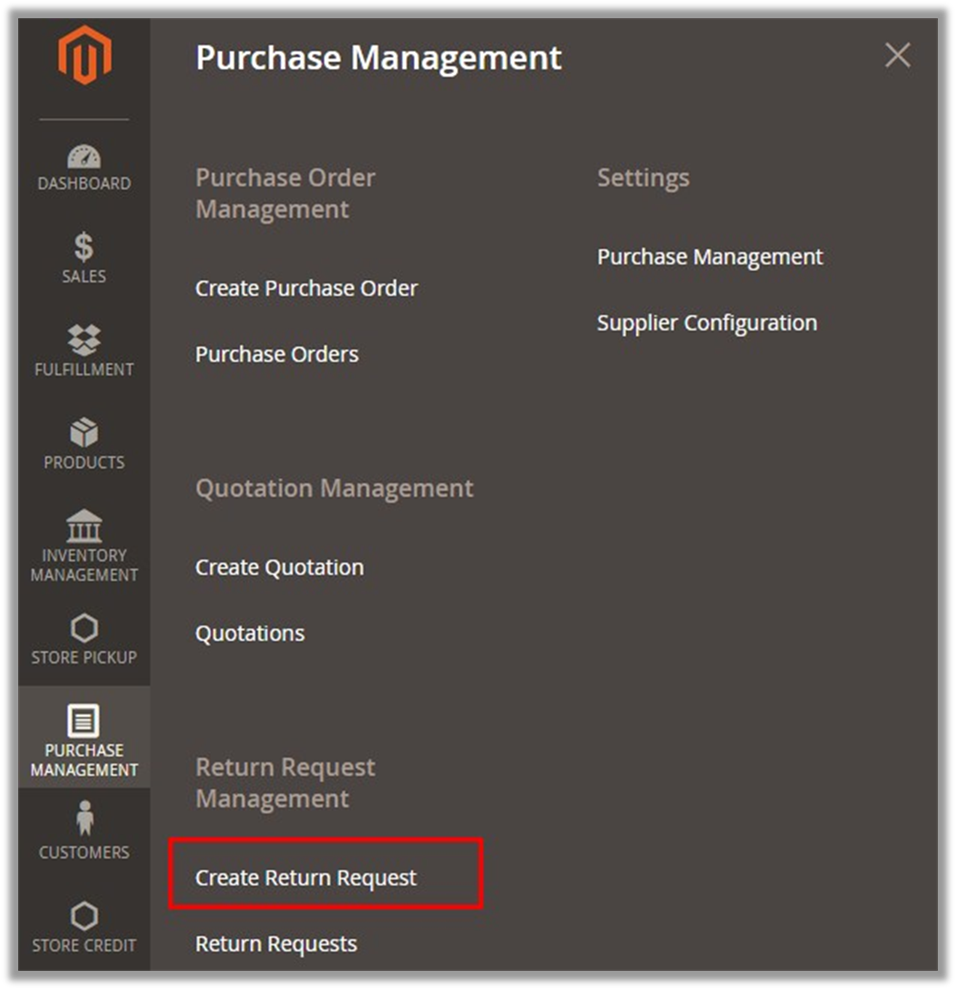 Purchase Management
DASHBOARD
SALES
FULFILLMENT
PRODUCTS
INVENTORY
MANAGEMENT
STORE PICKUP
PURCHASE
MANAGEMENT
CUSTOMERS
STORE CREDIT
Purchase Order
Management
Create Purchase Order
Purchase Orders
Quotation Management
Create Quotation
Quotations
Return Request
Management
Create Return Request
Return Requests
Settings
Purchase Management
Supplier Configuration